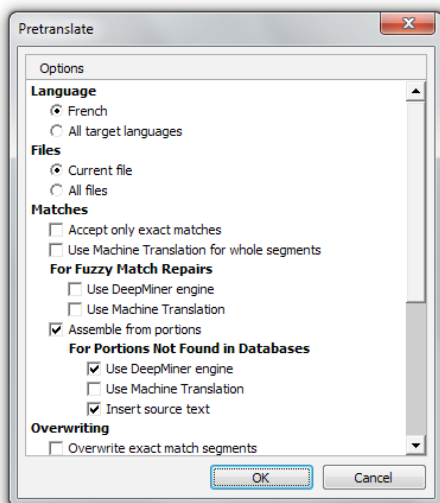 Pretranslate
Options
Language
French
All target languages
Files
Current file
All files
Matches
Accept only exact matches
Use Machine Translation for whole segments
For Fuzzy Match Repairs
Use DeepMiner engine
Use Machine Translation
Assemble from portions
For Portions Not Found in Databases
Use DeepMiner engine
Use Machine Translation
Insert source text
Overwriting
Overwrite exact match segments
OK Cancel